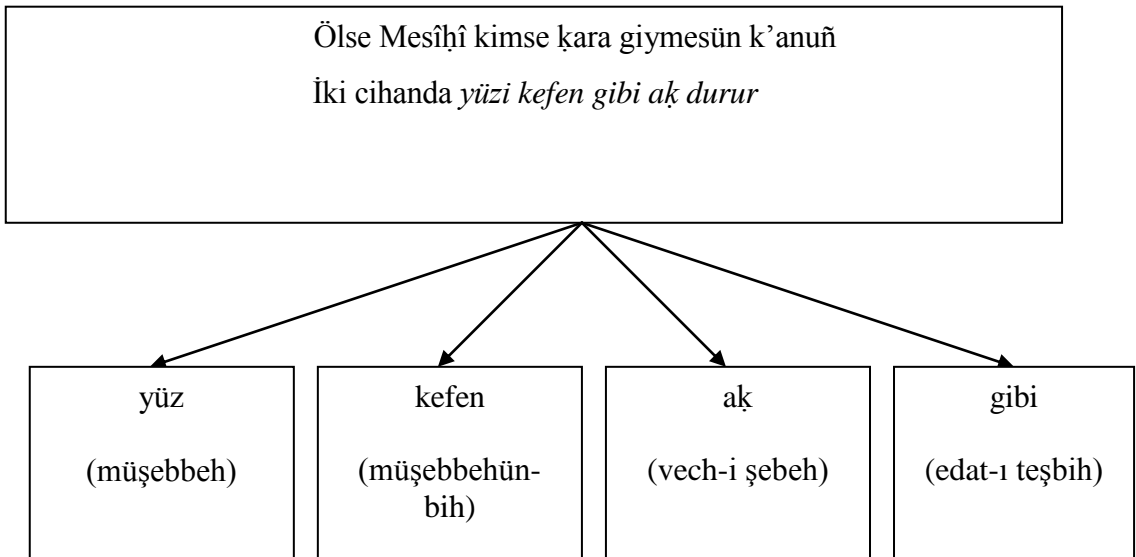 Ölse Mesîḥî kimse ḳara giymesün k’anuñ
İki cihanda yüzi kefen gibi aḳ durur
yüz
(müşebbeh)
kefen
(müşebbehün-
bih)
aḳ
(vech-i şebeh)
gibi
(edat-ı teşbih)